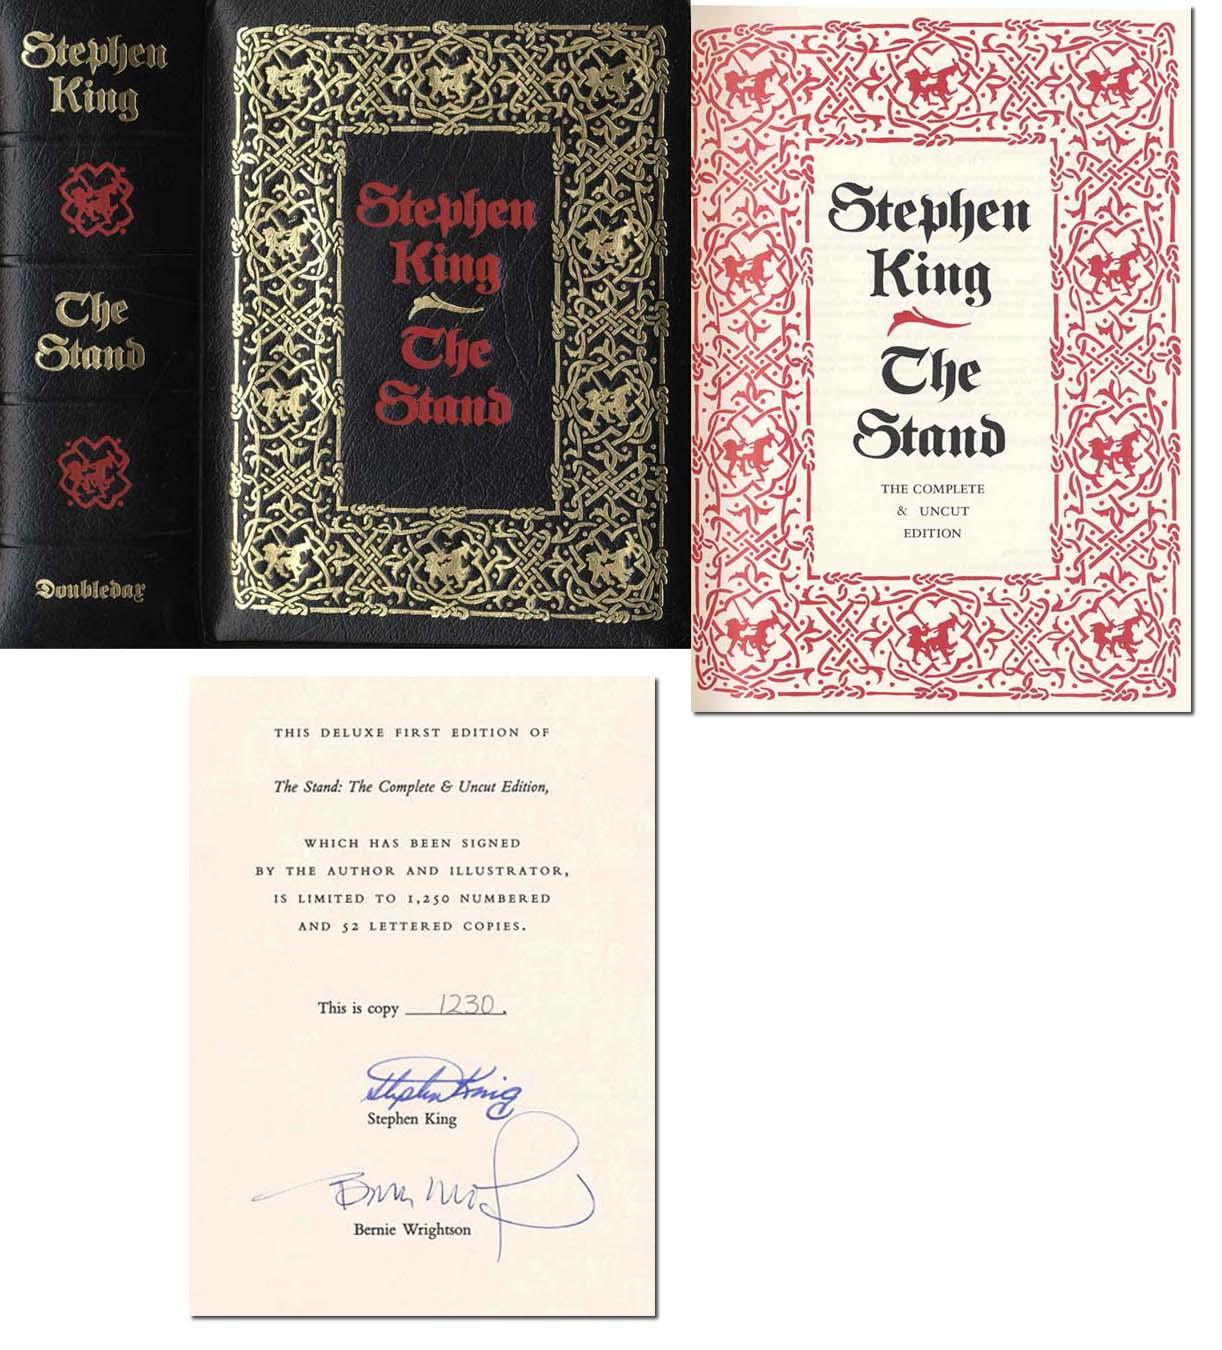 Stephen
King
The
Stand
Doubleday
Stephen
King
The
Stand
Stephen
King
The
Stand
THE COMPLETE
& UNCUT
EDITION
THIS DELUXE FIRST EDITION OF
The Stand: The Complete & Uncut Edition,
WHICH HAS BEEN SIGNED
BY THE AUTHOR AND ILLUSTRATOR,
IS LIMITED TO 1,250 NUMBERED
AND 52 LETTERED COPIES.
This is copy 1230.
Stephen King
Stephen King
Bernie Wrightson